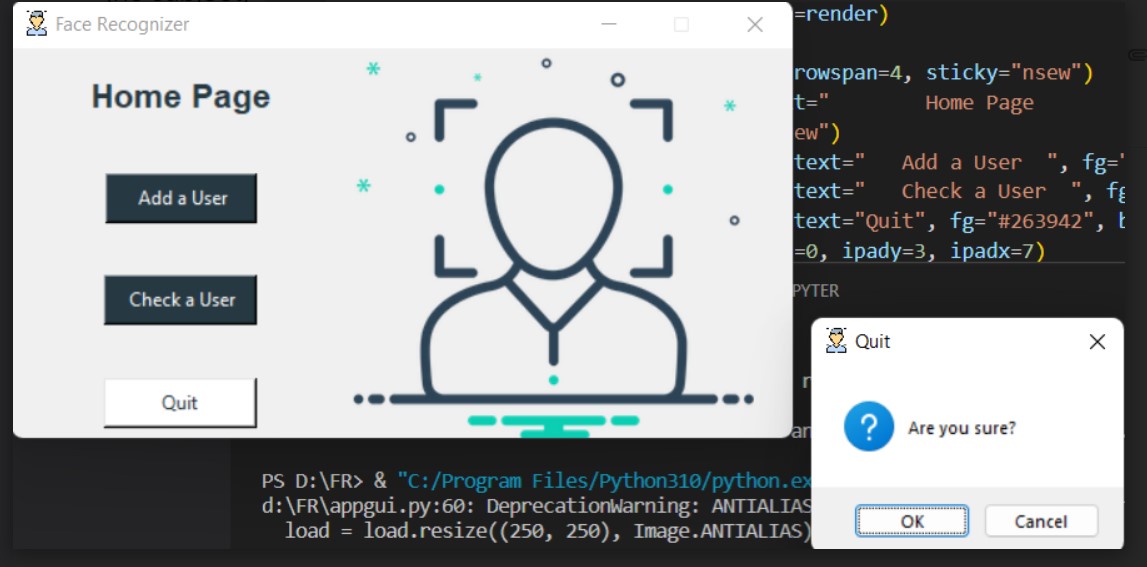 Face Recognizer
Home Page
Add a User
Check a User
Quit
=render)
rowspan=4, sticky="nsew")
t="        Home Page
ew")
text="   Add a User  ", fg="
text="   Check a User  ", fg
text="Quit", fg="#263942", b
=0, ipady=3, ipadx=7)
PYTER
Quit
Are you sure?
OK
Cancel
PS D:\FR> & "C:/Program Files/Python310/python.ex
d:\FR\appgui.py:60: DeprecationWarning: ANTIALIAS
  load = load.resize((250, 250), Image.ANTIALIAS)